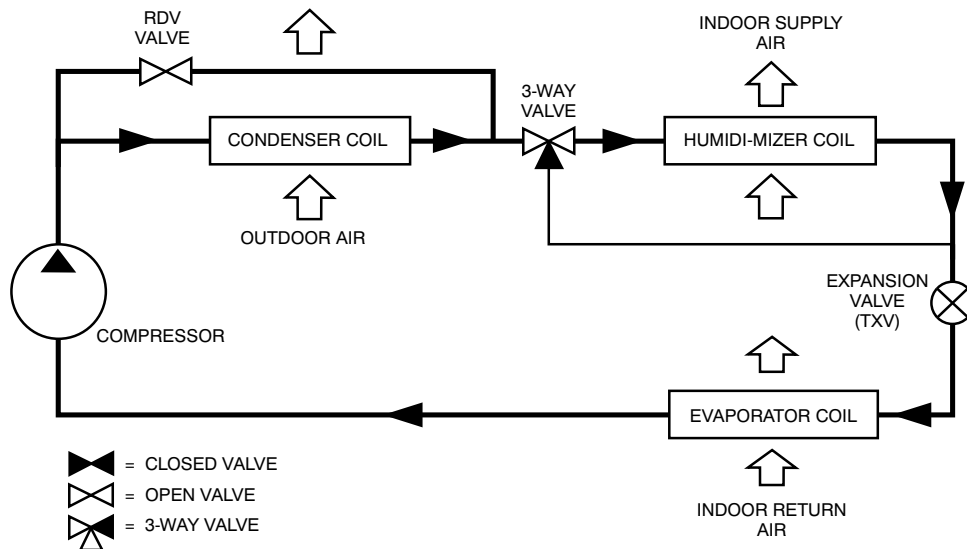 RDV
VALVE
INDOOR SUPPLY
AIR
3-WAY
VALVE
CONDENSER COIL
HUMIDI-MIZER COIL
OUTDOOR AIR
EXPANSION
VALVE
(TXV)
COMPRESSOR
EVAPORATOR COIL
= CLOSED VALVE
= OPEN VALVE
= 3-WAY VALVE
INDOOR RETURN
AIR